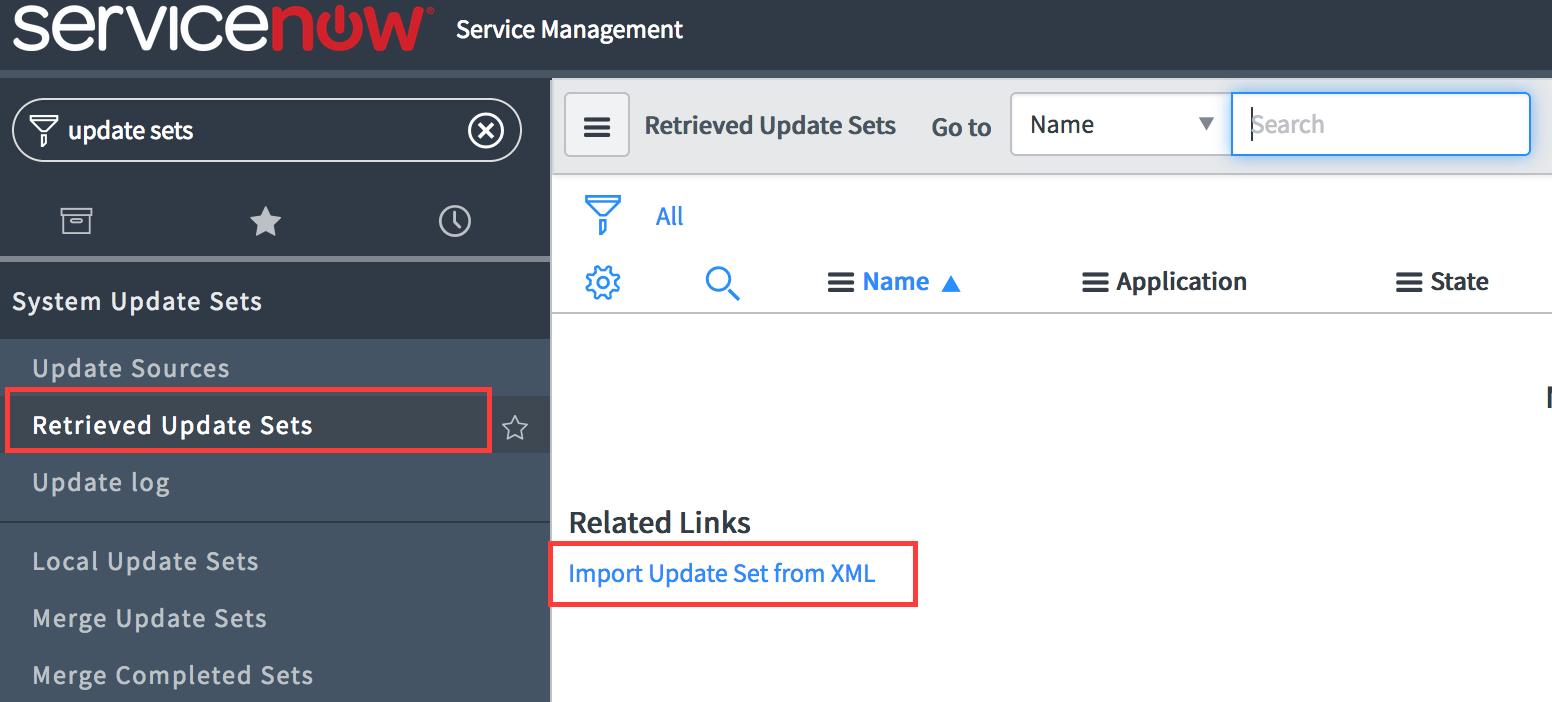 servicenow® Service Management
update sets
Retrieved Update Sets Go to Name Search
All
Name Application State
System Update Sets
Update Sources
Retrieved Update Sets
Update log
Related Links
Import Update Set from XML
Local Update Sets
Merge Update Sets
Merge Completed Sets